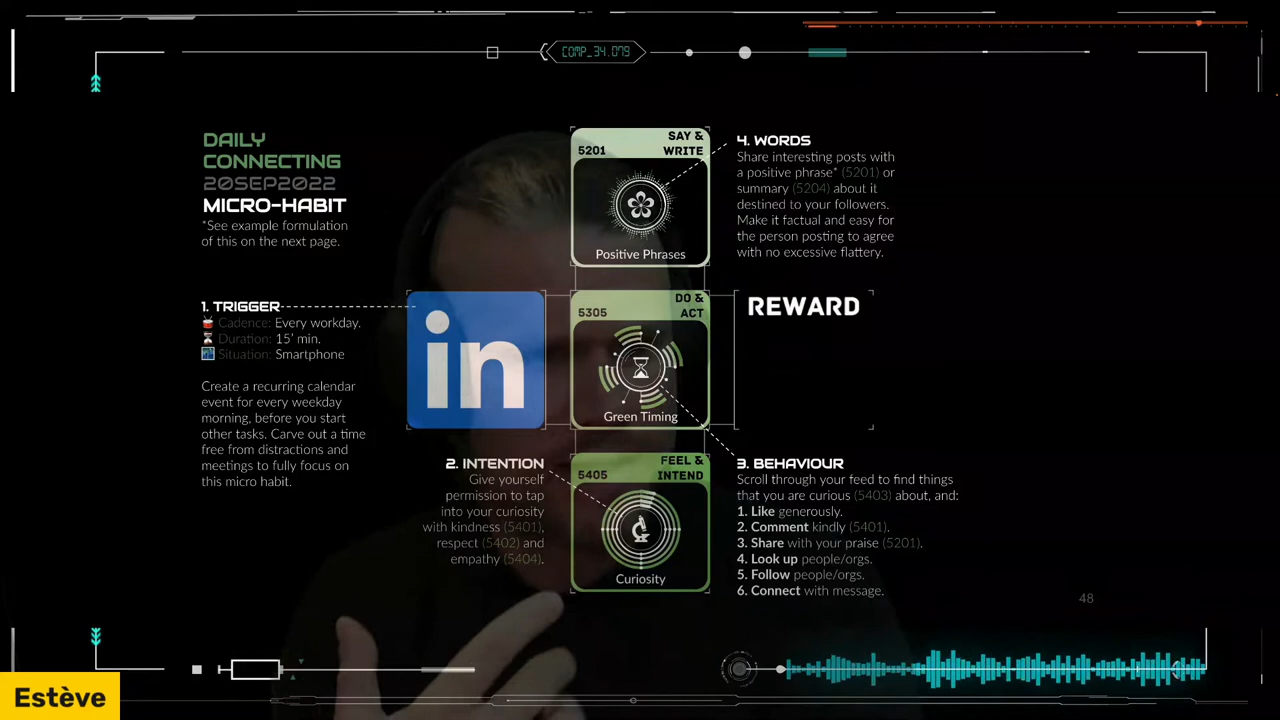 COMP_34.079
DAILY
CONNECTING
20SEP2022
MICRO-HABIT
*See example formulation
of this on the next page.
SAY &
5201 WRITE
Positive Phrases
4. WORDS
Share interesting posts with
a positive phrase* (5201) or
summary (5204) about it
destined to your followers.
Make it factual and easy for
the person posting to agree
with no excessive flattery.
1. TRIGGER
Cadence: Every workday.
Duration: 15' min.
Situation: Smartphone
Create a recurring calendar
event for every weekday
morning, before you start
other tasks. Carve out a time
free from distractions and
meetings to fully focus on
this micro habit.
in
DO &
5305 ACT
Green Timing
REWARD
2. INTENTION
Give yourself
permission to tap
into your curiosity
with kindness (5401),
respect (5402) and
empathy (5404).
FEEL &
5405 INTEND
Curiosity
3. BEHAVIOUR
Scroll through your feed to find things
that you are curious (5403) about, and:
1. Like generously.
2. Comment kindly (5401).
3. Share with your praise (5201).
4. Look up people/orgs.
5. Follow people/orgs.
6. Connect with message.
48
Estève